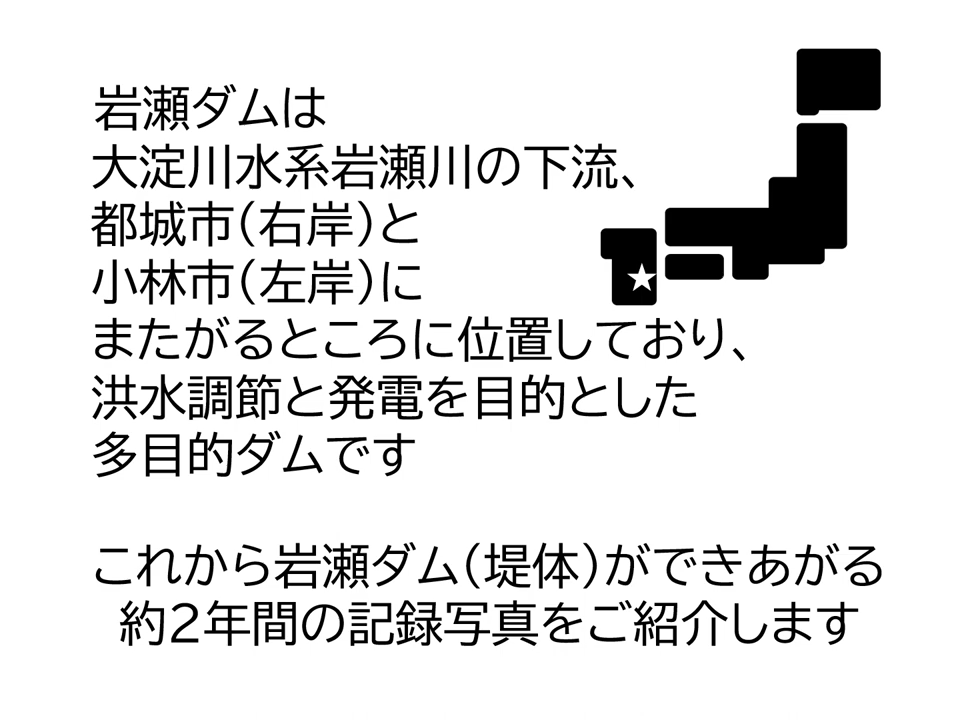 岩瀬ダムは
大淀川水系岩瀬川の下流、
都城市(右岸)と
小林市(左岸)に
またがるところに位置しており、
洪水調節と発電を目的とした
多目的ダムです
これから岩瀬ダム(堤体)ができあがる
約2年間の記録写真をご紹介します